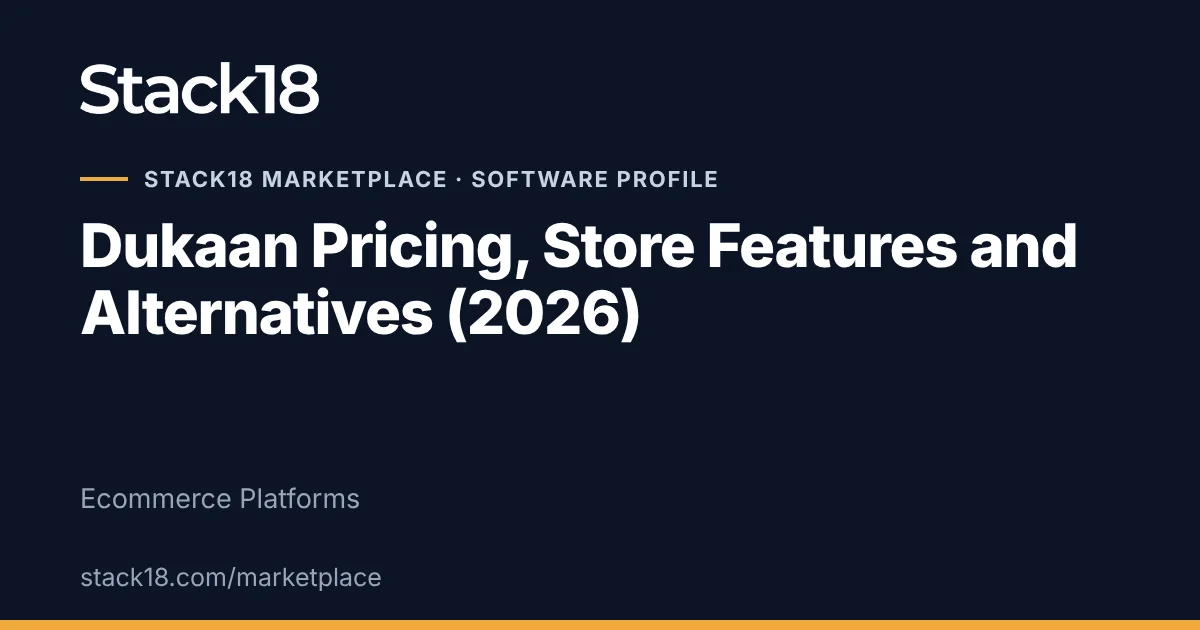 Stack18
STACK18 MARKETPLACE · SOFTWARE PROFILE
Dukaan Pricing, Store Features and
Alternatives (2026)
Ecommerce Platforms
stack18.com/marketplace